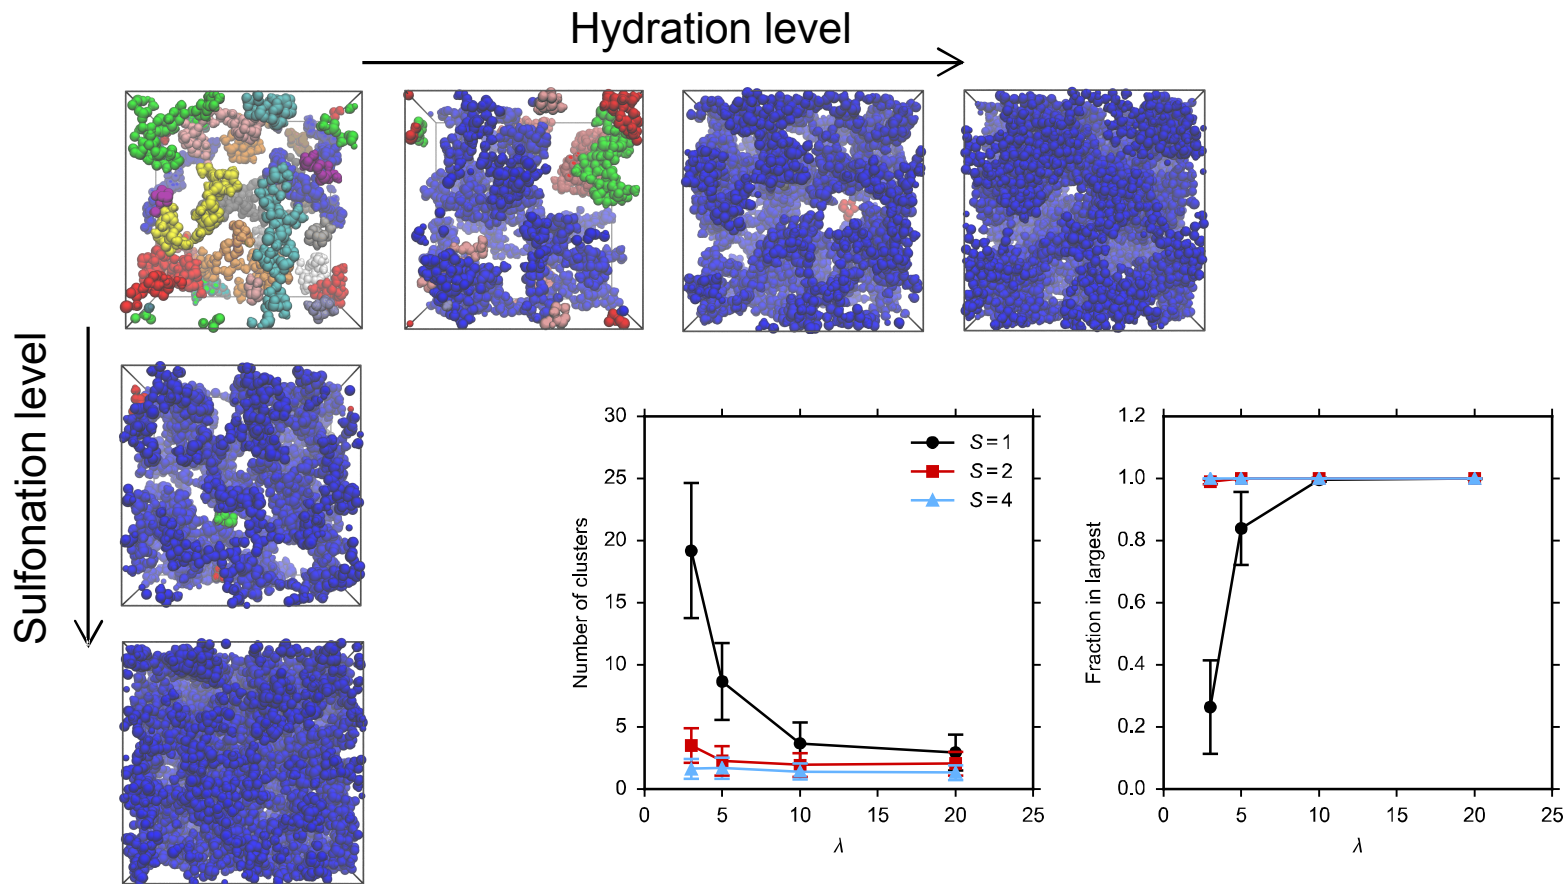 Hydration level
Sulfonation level
30
25
20
15
10
5
0
Number of clusters
S = 1
S = 2
S = 4
0 5 10 15 20 25
λ
1.2
1.0
0.8
0.6
0.4
0.2
0.0
Fraction in largest
0 5 10 15 20 25
λ